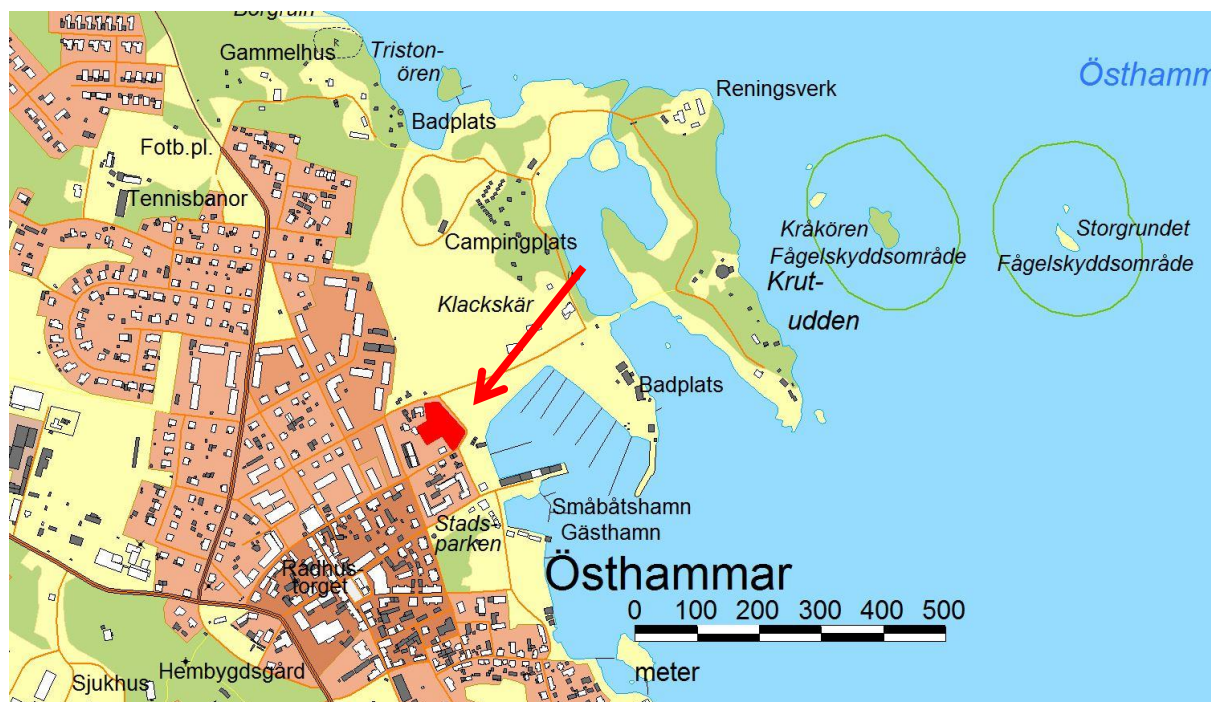 Borgruin
Gammelhus
Triston-
ören
Badplats
Reningsverk
Östhamm
Fotb.pl.
Tennisbanor
Campingplats
Klackskär
Kråkören
Fågelskyddsområde
Storgrundet
Fågelskyddsområde
Krut-
udden
Badplats
Småbåtshamn
Gästhamn
Stads-
parken
Rådhus-
torget
Östhammar
0 100 200 300 400 500
meter
Hembygdsgård
Sjukhus